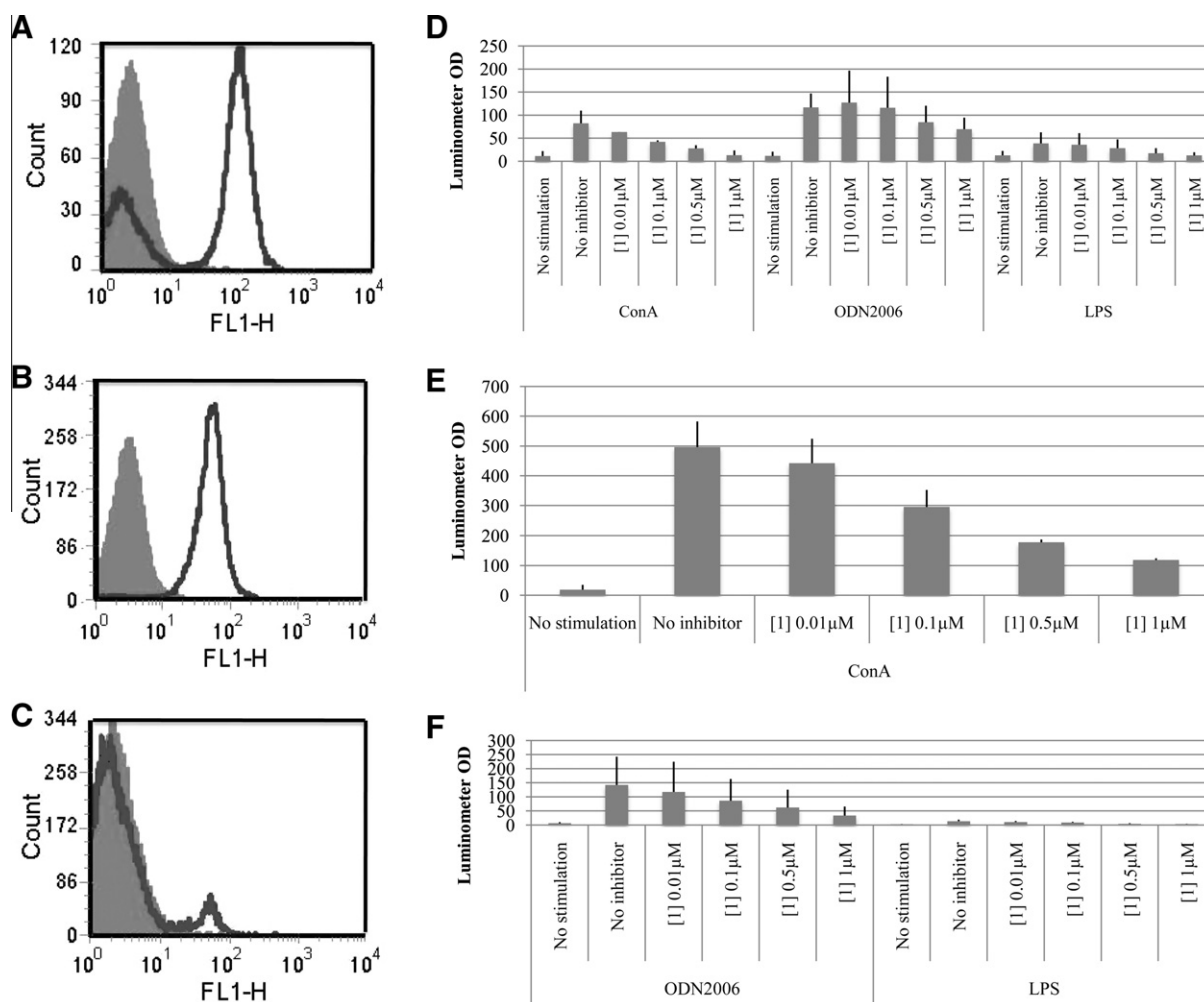 A
120
90
60
30
0
Count
10^0 10^1 10^2 10^3 10^4
FL1-H
B
344
258
172
86
0
Count
10^0 10^1 10^2 10^3 10^4
FL1-H
C
344
258
172
86
0
Count
10^0 10^1 10^2 10^3 10^4
FL1-H
D
Luminometer OD
250
200
150
100
50
0
No stimulation
No inhibitor
[1] 0.01µM
[1] 0.1µM
[1] 0.5µM
[1] 1µM
No stimulation
No inhibitor
[1] 0.01µM
[1] 0.1µM
[1] 0.5µM
[1] 1µM
No stimulation
No inhibitor
[1] 0.01µM
[1] 0.1µM
[1] 0.5µM
[1] 1µM
ConA ODN2006 LPS
E
Luminometer OD
700
600
500
400
300
200
100
0
No stimulation No inhibitor [1] 0.01µM [1] 0.1µM [1] 0.5µM [1] 1µM
ConA
F
Luminometer OD
300
250
200
150
100
50
0
No stimulation
No inhibitor
[1] 0.01µM
[1] 0.1µM
[1] 0.5µM
[1] 1µM
No stimulation
No inhibitor
[1] 0.01µM
[1] 0.1µM
[1] 0.5µM
[1] 1µM
ODN2006 LPS